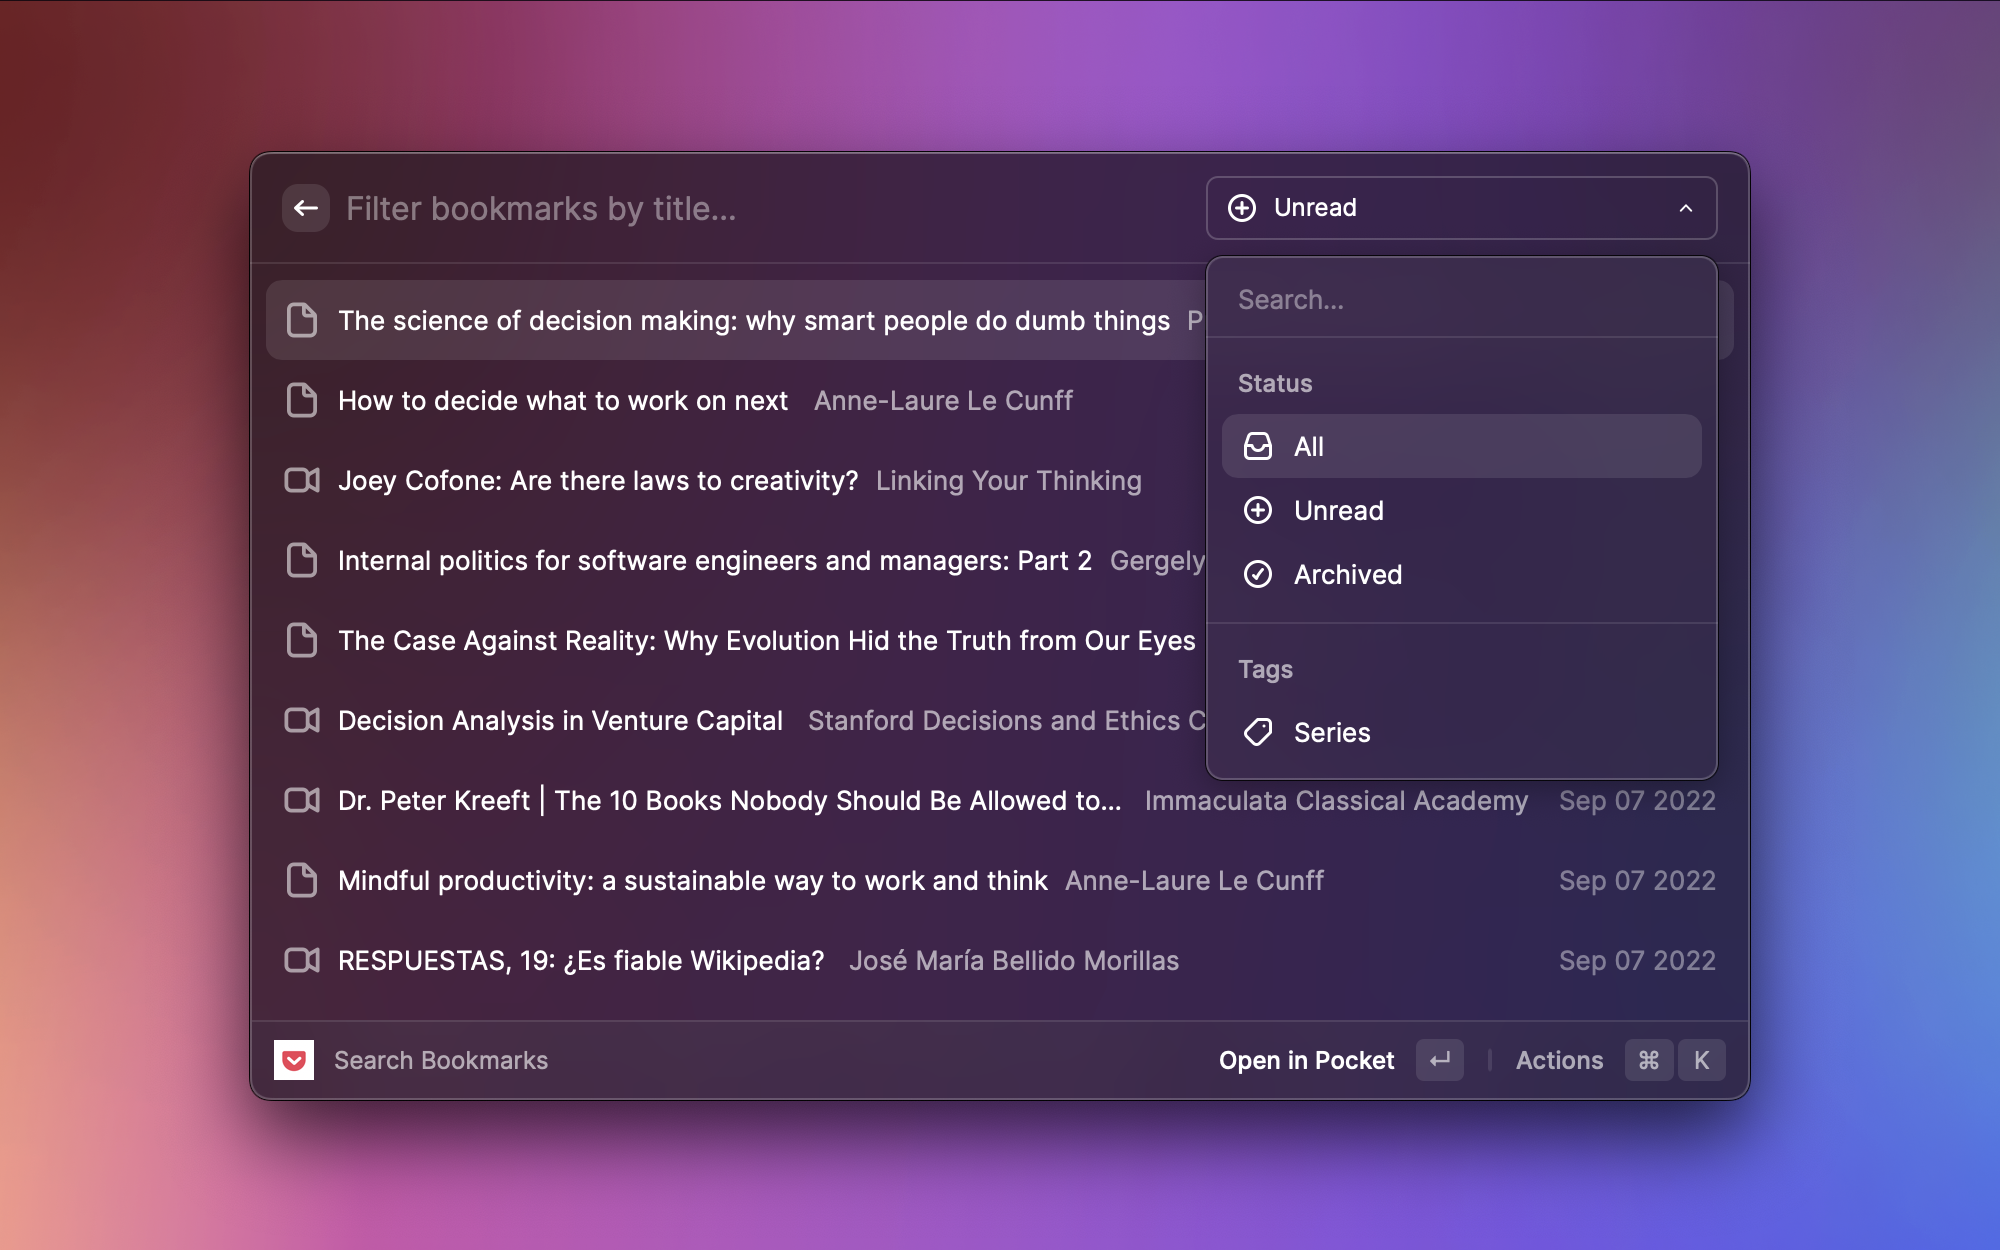 Filter bookmarks by title...
Unread
Search...
Status
All
Unread
Archived
Tags
Series
The science of decision making: why smart people do dumb things
How to decide what to work on next Anne-Laure Le Cunff
Joey Cofone: Are there laws to creativity? Linking Your Thinking
Internal politics for software engineers and managers: Part 2 Gergely
The Case Against Reality: Why Evolution Hid the Truth from Our Eyes
Decision Analysis in Venture Capital Stanford Decisions and Ethics C
Dr. Peter Kreeft | The 10 Books Nobody Should Be Allowed to... Immaculata Classical Academy Sep 07 2022
Mindful productivity: a sustainable way to work and think Anne-Laure Le Cunff Sep 07 2022
RESPUESTAS, 19: ¿Es fiable Wikipedia? José María Bellido Morillas Sep 07 2022
Search Bookmarks Open in Pocket ↵ Actions ⌘ K